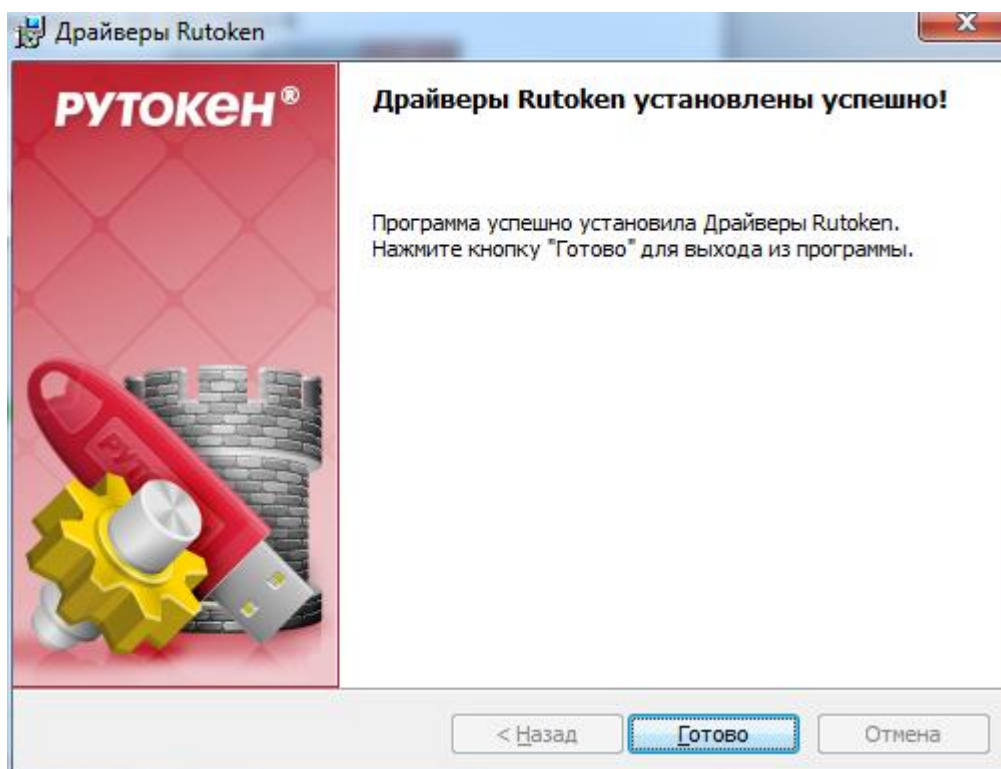 Драйверы Rutoken
X
РУТОКЕН®
Драйверы Rutoken установлены успешно!
Программа успешно установила Драйверы Rutoken.
Нажмите кнопку "Готово" для выхода из программы.
РУТО
< Назад
Готово
Отмена